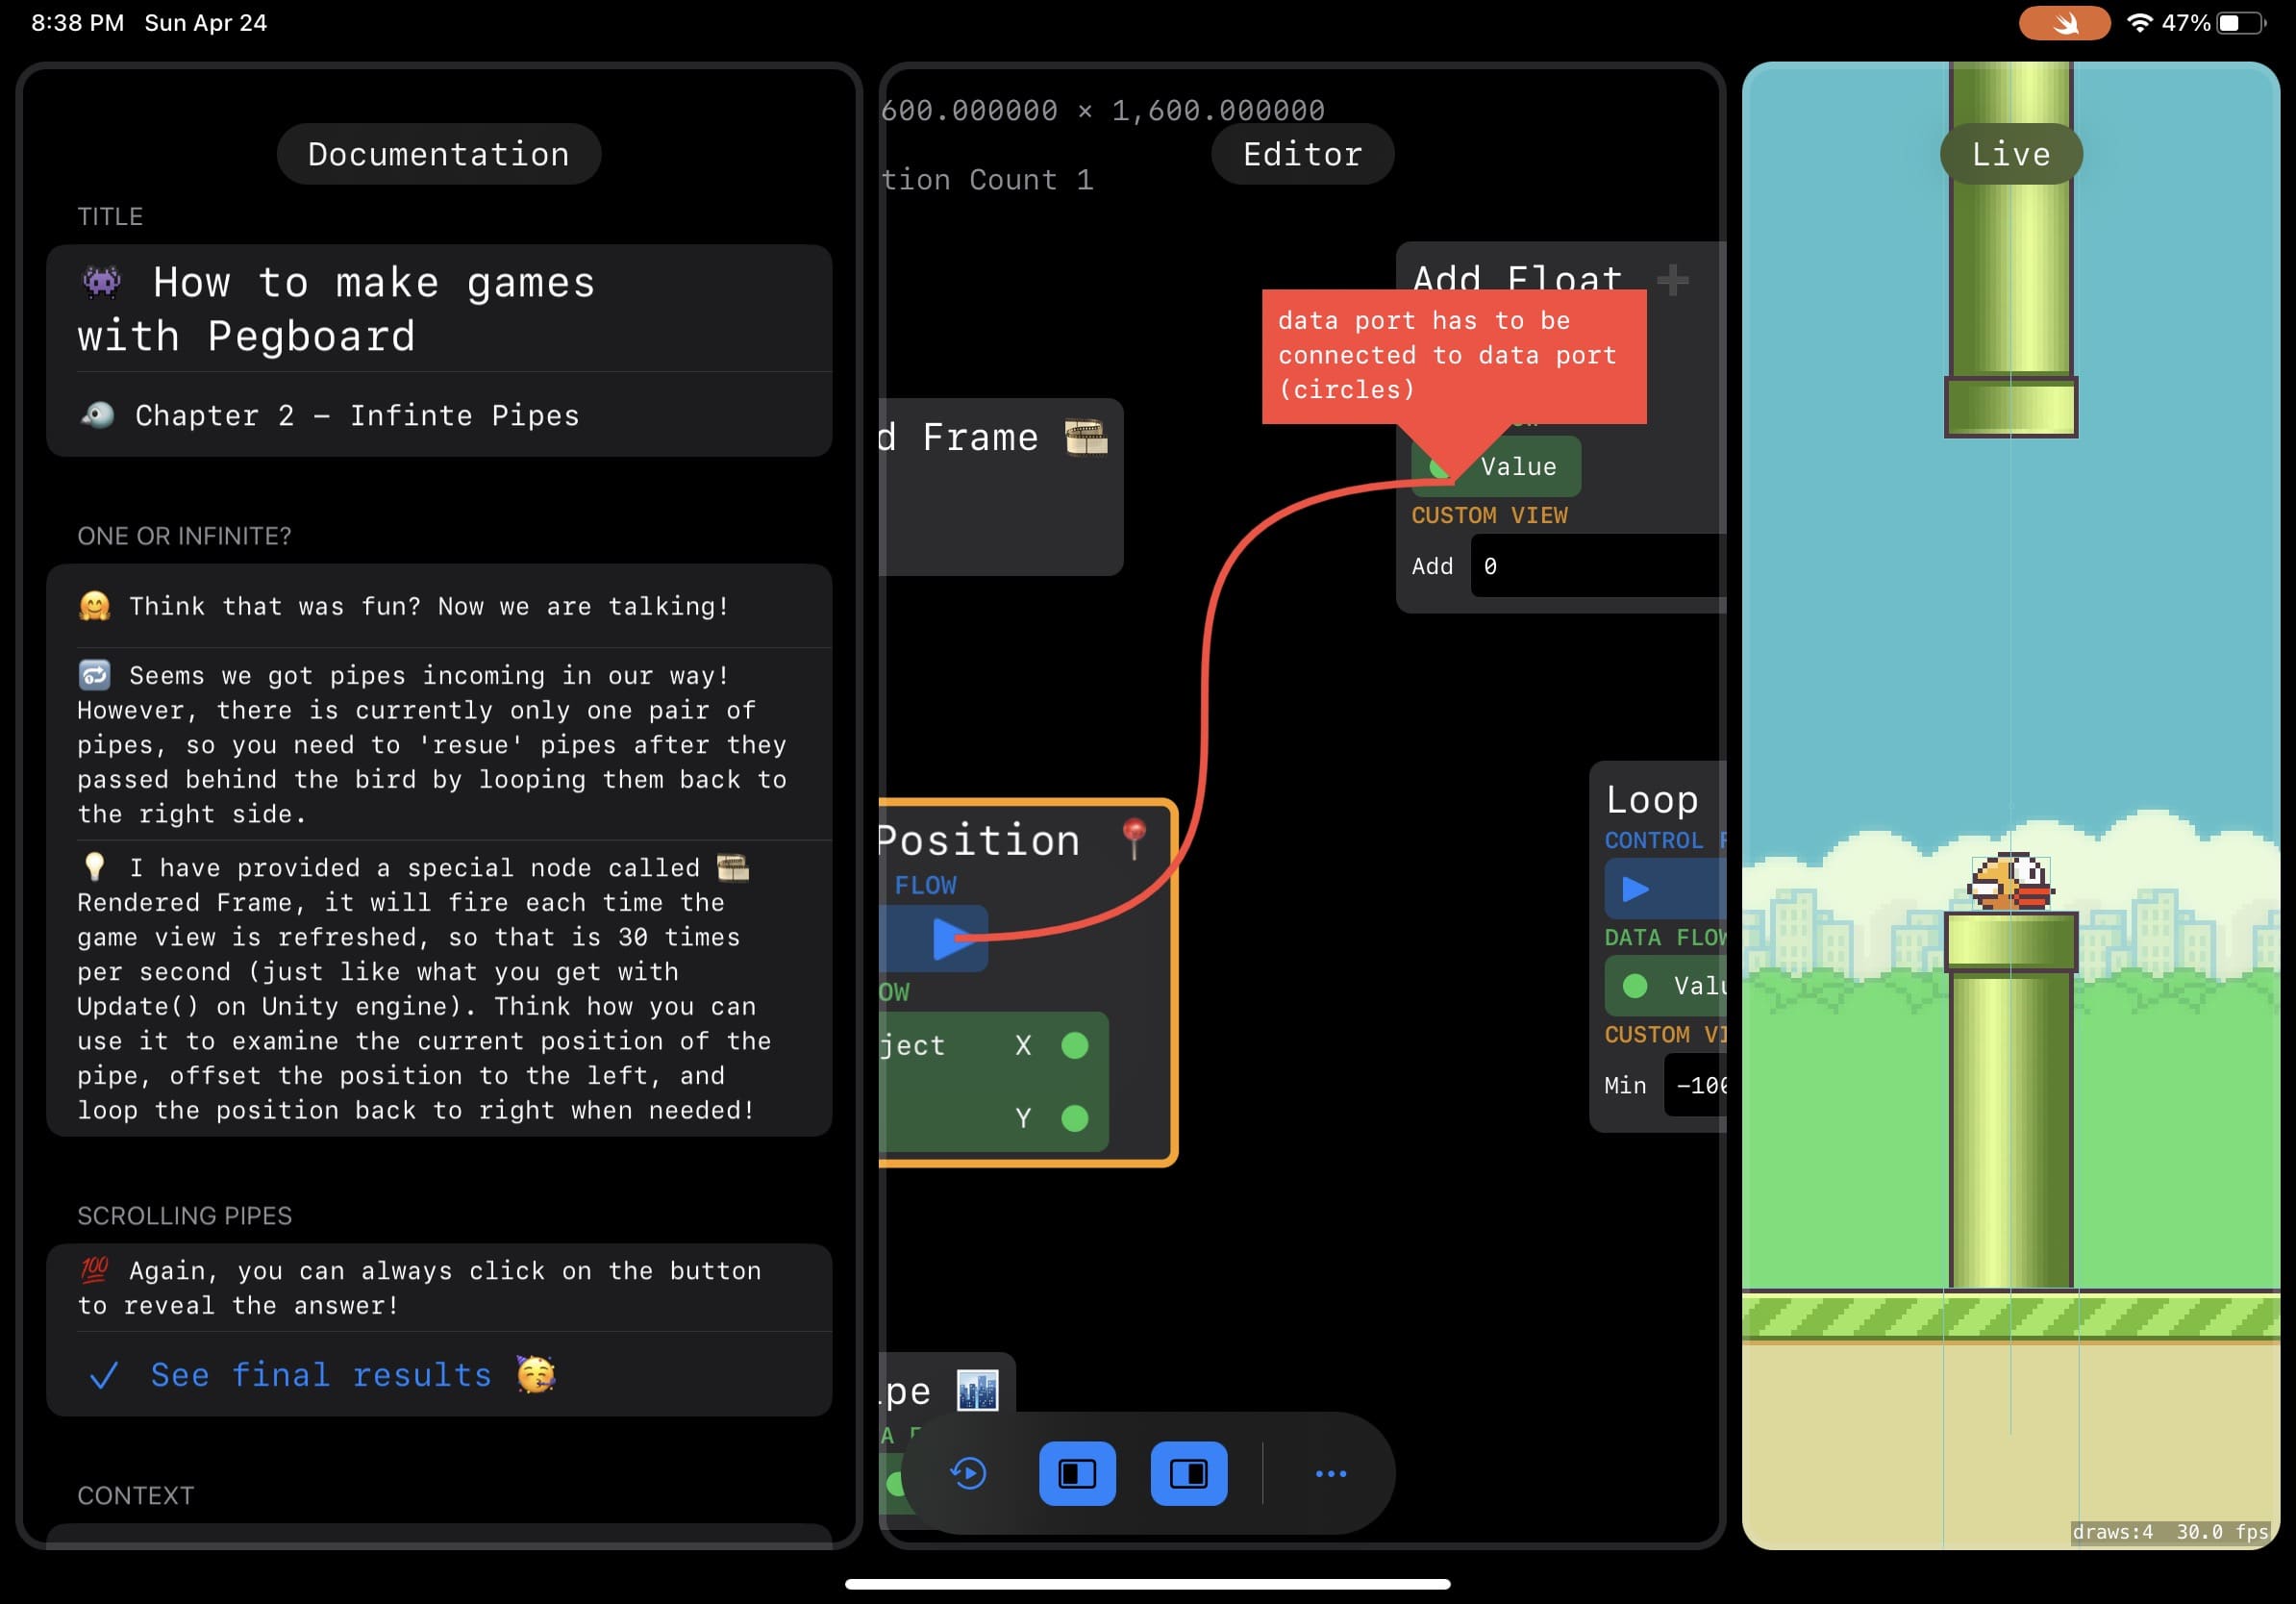 8:38 PM Sun Apr 24
47%
Documentation
TITLE
👾 How to make games
with Pegboard
Chapter 2 – Infinte Pipes
ONE OR INFINITE?
🤗 Think that was fun? Now we are talking!
Seems we got pipes incoming in our way!
However, there is currently only one pair of
pipes, so you need to 'resue' pipes after they
passed behind the bird by looping them back to
the right side.
💡 I have provided a special node called 🎞
Rendered Frame, it will fire each time the
game view is refreshed, so that is 30 times
per second (just like what you get with
Update() on Unity engine). Think how you can
use it to examine the current position of the
pipe, offset the position to the left, and
loop the position back to right when needed!
SCROLLING PIPES
💯 Again, you can always click on the button
to reveal the answer!
See final results 🥳
CONTEXT
600.000000 × 1,600.000000
Editor
tion Count 1
Add Float
data port has to be
connected to data port
(circles)
d Frame
Value
CUSTOM VIEW
Add 0
Position
FLOW
OW
ject X
Y
Loop
CONTROL F
DATA FLOW
Valu
CUSTOM VI
Min -100
pe
A F
Live
draws:4 30.0 fps